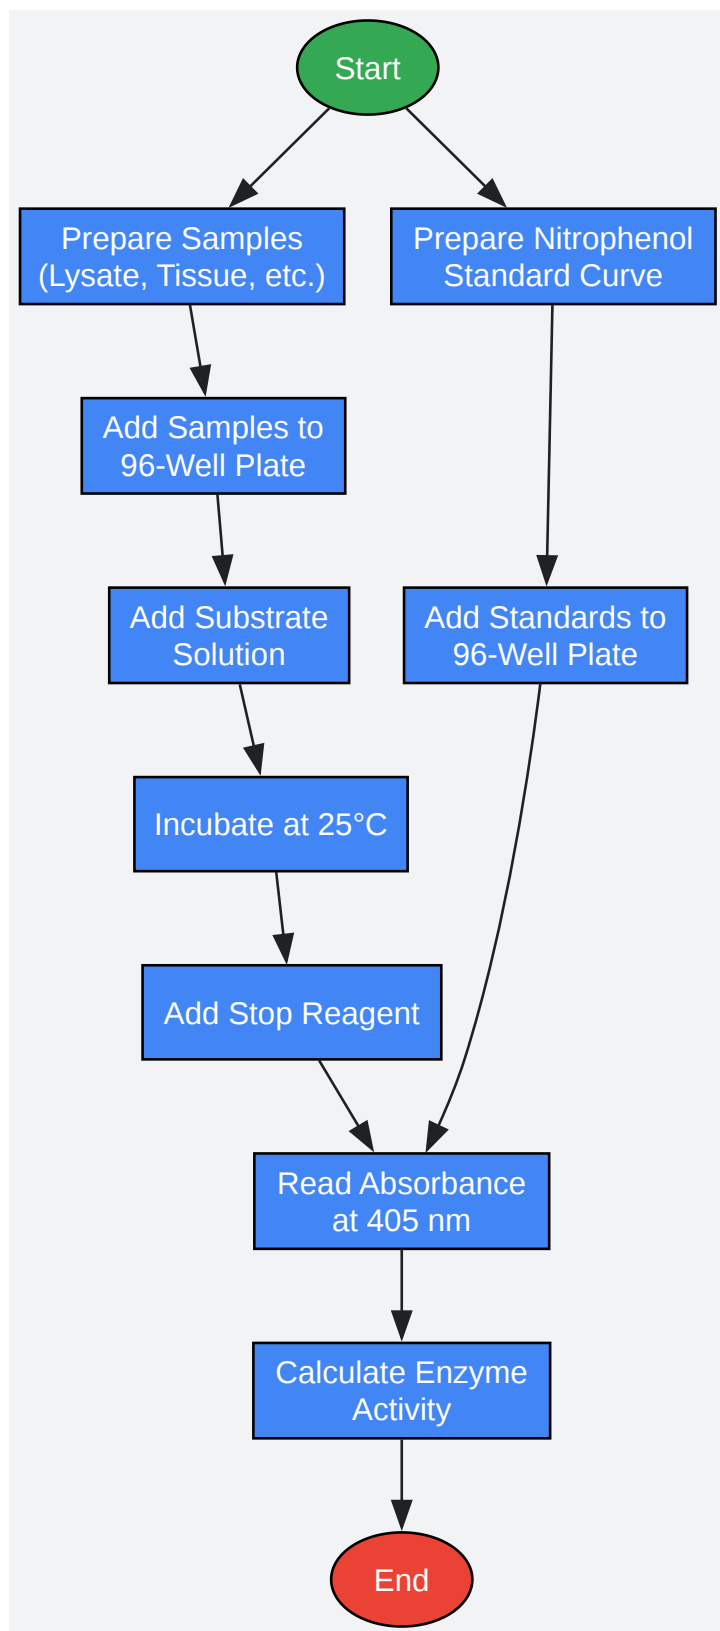 Start
Prepare Samples
(Lysate, Tissue, etc.)
Prepare Nitrophenol
Standard Curve
Add Samples to
96-Well Plate
Add Substrate
Solution
Add Standards to
96-Well Plate
Incubate at 25°C
Add Stop Reagent
Read Absorbance
at 405 nm
Calculate Enzyme
Activity
End